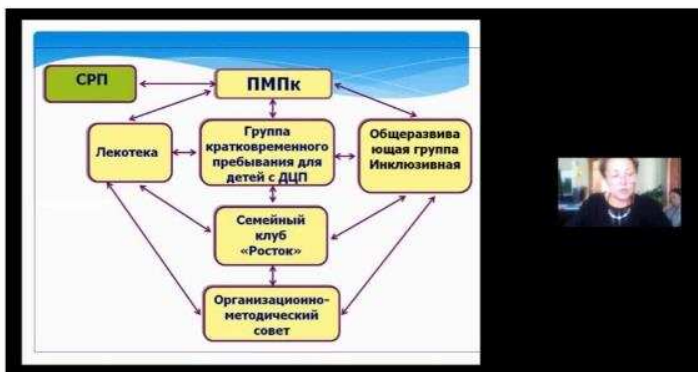 СРП
ПМПк
Лекотека
Группа
кратковременного
пребывания для
детей с ДЦП
Общеразвива
ющая группа
Инклюзивная
Семейный
клуб
«Росток»
Организационно-
методический
совет